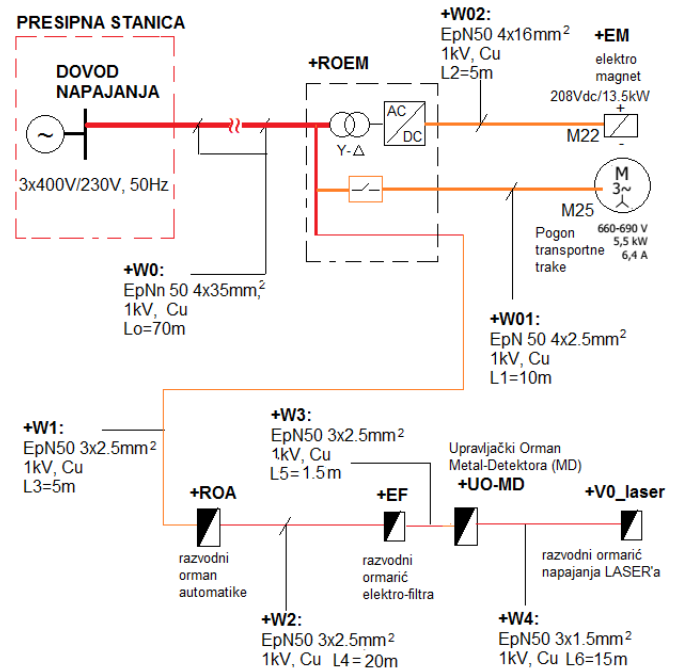 PRESIPNA STANICA
DOVOD
NAPAJANJA
~
3x400V/230V, 50Hz
+ROEM
AC
DC
Y-△
+W02:
EpN50 4x16mm²
1kV, Cu
L2=5m
+EM
elektro
magnet
208Vdc/13.5kW
+
M22
-
M
3~
M25
660-690 V
5,5 kW
6,4 A
Pogon
transportne
trake
+W0:
EpNn 50 4x35mm,²
1kV, Cu
Lo=70m
+W01:
EpN 50 4x2.5mm²
1kV, Cu
L1=10m
+W1:
EpN50 3x2.5mm²
1kV, Cu
L3=5m
+W3:
EpN50 3x2.5mm²
1kV, Cu
L5=1.5m
Upravljački Orman
Metal-Detektora (MD)
+UO-MD
+ROA
+EF
+V0_laser
razvodni
orman
automatike
razvodni
ormarić
elektro-filtra
razvodni ormarić
napajanja LASER'a
+W2:
EpN50 3x2.5mm²
1kV, Cu L4=20m
+W4:
EpN50 3x1.5mm²
1kV, Cu L6=15m